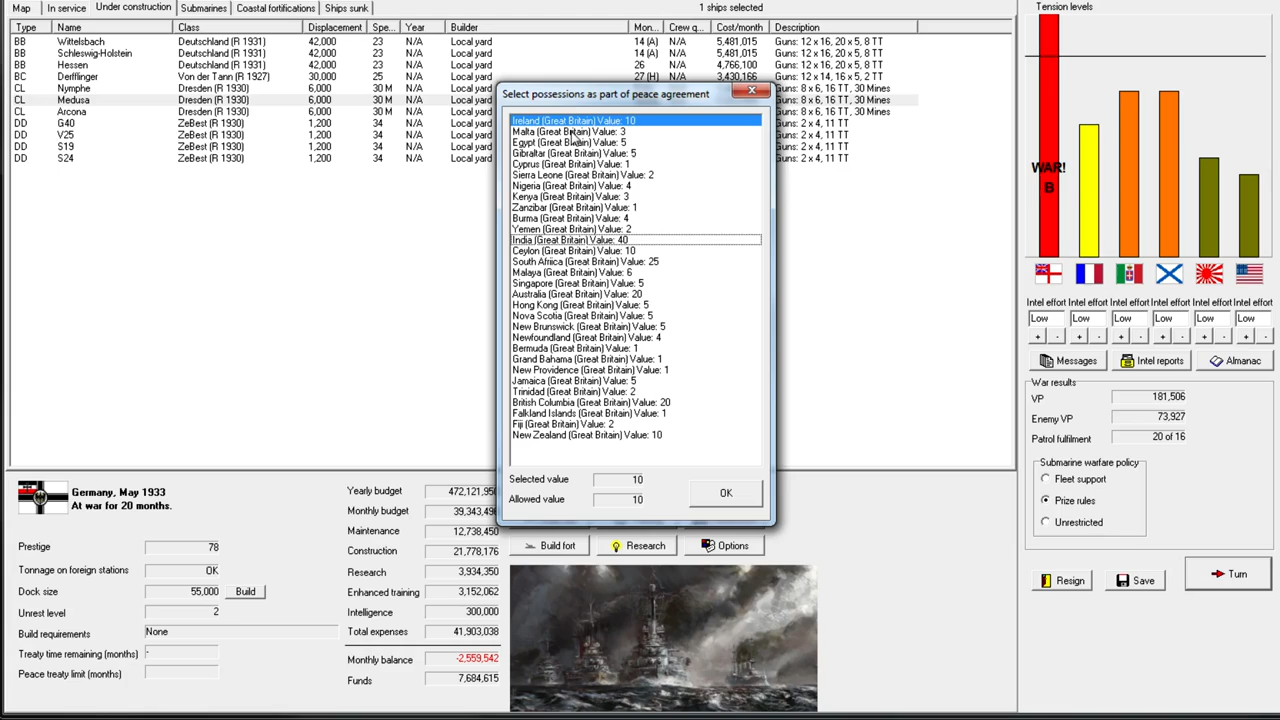 Map In service Under construction Submarines Coastal fortifications Ships sunk 1 ships selected Tension levels
Type Name Class Displacement Spe... Year Builder Mon... Crew q... Cost/month Description
BB Wittelsbach Deutschland (R 1931) 42,000 23 N/A Local yard 14 (A) N/A 5,481,015 Guns: 12 x 16, 20 x 5, 8 TT
BB Schleswig-Holstein Deutschland (R 1931) 42,000 23 N/A Local yard 14 (A) N/A 5,481,015 Guns: 12 x 16, 20 x 5, 8 TT
BB Hessen Deutschland (R 1931) 42,000 23 N/A Local yard 26 N/A 4,766,100 Guns: 12 x 16, 20 x 5, 8 TT
BC Derfflinger Von der Tann (R 1927) 30,000 25 N/A Local yard 27 (H) N/A 3,430,166 Guns: 12 x 14, 16 x 5, 2 TT
CL Nymphe Dresden (R 1930) 6,000 30 M N/A Local yard Guns: 8 x 6, 16 TT, 30 Mines
CL Medusa Dresden (R 1930) 6,000 30 M N/A Local yard Guns: 8 x 6, 16 TT, 30 Mines
CL Arcona Dresden (R 1930) 6,000 30 M N/A Local yard Guns: 8 x 6, 16 TT, 30 Mines
DD G40 ZeBest (R 1930) 1,200 34 N/A Local yard Guns: 2 x 4, 11 TT
DD V25 ZeBest (R 1930) 1,200 34 N/A Local yard Guns: 2 x 4, 11 TT
DD S19 ZeBest (R 1930) 1,200 34 N/A Local yard Guns: 2 x 4, 11 TT
DD S24 ZeBest (R 1930) 1,200 34 N/A Local yard Guns: 2 x 4, 11 TT
Select possessions as part of peace agreement
Ireland (Great Britain) Value: 10
Malta (Great Britain) Value: 3
Egypt (Great Britain) Value: 5
Gibraltar (Great Britain) Value: 5
Cyprus (Great Britain) Value: 1
Sierra Leone (Great Britain) Value: 2
Nigeria (Great Britain) Value: 4
Kenya (Great Britain) Value: 3
Zanzibar (Great Britain) Value: 1
Burma (Great Britain) Value: 4
Yemen (Great Britain) Value: 2
India (Great Britain) Value: 40
Ceylon (Great Britain) Value: 10
South Afriica (Great Britain) Value: 25
Malaya (Great Britain) Value: 6
Singapore (Great Britain) Value: 5
Australia (Great Britain) Value: 20
Hong Kong (Great Britain) Value: 5
Nova Scotia (Great Britain) Value: 5
New Brunswick (Great Britain) Value: 5
Newfoundland (Great Britain) Value: 4
Bermuda (Great Britain) Value: 1
Grand Bahama (Great Britain) Value: 1
New Providence (Great Britain) Value: 1
Jamaica (Great Britain) Value: 5
Trinidad (Great Britain) Value: 2
British Columbia (Great Britain) Value: 20
Falkland Islands (Great Britain) Value: 1
Fiji (Great Britain) Value: 2
New Zealand (Great Britain) Value: 10
Selected value 10
Allowed value 10
OK
WAR!
B
Intel effort Intel effort Intel effort Intel effort Intel effort Intel effort
Low Low Low Low Low Low
+ - + - + - + - + - + -
Messages Intel reports Almanac
War results
VP 181,506
Enemy VP 73,927
Patrol fulfilment 20 of 16
Submarine warfare policy
Fleet support
Prize rules
Unrestricted
Resign Save Turn
Germany, May 1933
At war for 20 months.
Prestige 78
Tonnage on foreign stations OK
Dock size 55,000 Build
Unrest level 2
Build requirements None
Treaty time remaining (months) -
Peace treaty limit (months)
Yearly budget 472,121,950
Monthly budget
Maintenance 12,738,450
Construction 21,778,176
Research 3,934,350
Enhanced training 3,152,062
Intelligence 300,000
Total expenses 41,903,038
Monthly balance -2,559,542
Funds 7,684,615
Build fort Research Options